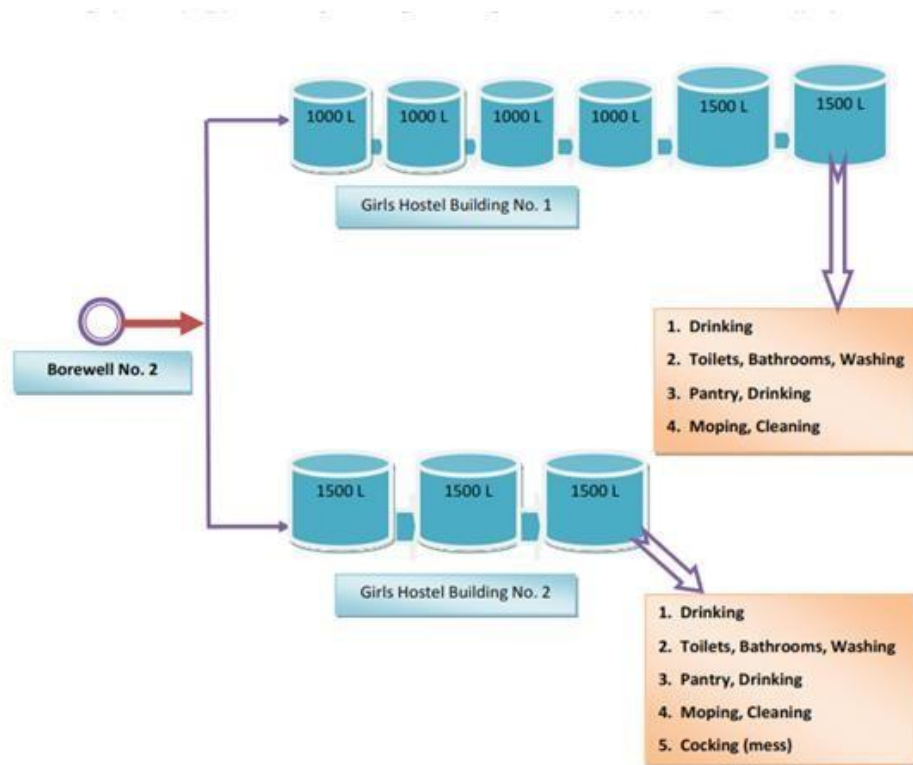 1000 L
1000 L
1000 L
1000 L
1500 L
1500 L
Girls Hostel Building No. 1
Borewell No. 2
1. Drinking
2. Toilets, Bathrooms, Washing
3. Pantry, Drinking
4. Moping, Cleaning
1500 L
1500 L
1500 L
Girls Hostel Building No. 2
1. Drinking
2. Toilets, Bathrooms, Washing
3. Pantry, Drinking
4. Moping, Cleaning
5. Cocking (mess)